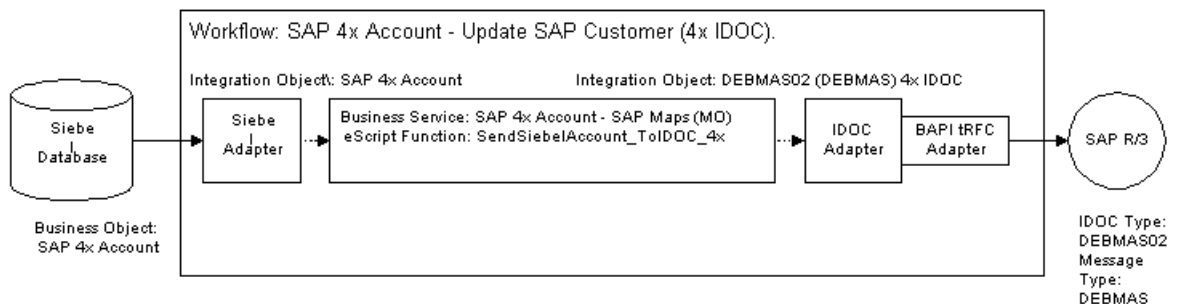 Workflow: SAP 4x Account - Update SAP Customer (4x IDOC).
Integration Object\: SAP 4x Account
Integration Object: DEBMAS02 (DEBMAS) 4x IDOC
Siebe
l
Database
Siebe
l
Adapter
Business Service: SAP 4x Account - SAP Maps (MO)
eScript Function: SendSiebelAccount_ToIDOC_4x
IDOC
Adapter
BAPI tRFC
Adapter
SAP R/3
Business Object:
SAP 4x Account
IDOC Type:
DEBMAS02
Message
Type:
DEBMAS